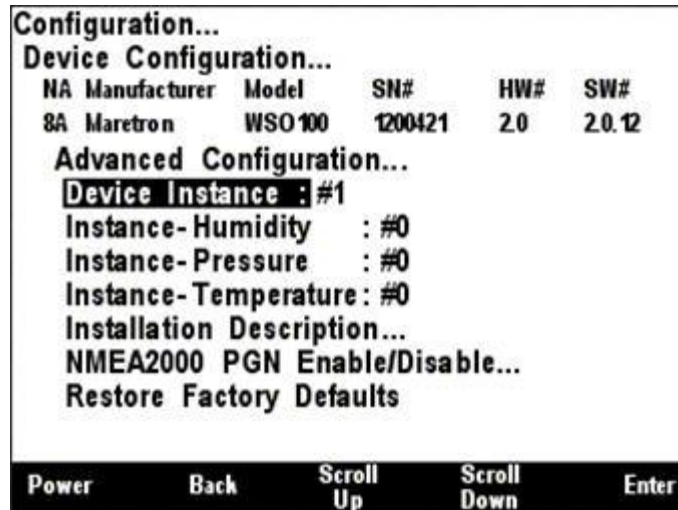 Configuration...
Device Configuration...
NA Manufacturer Model SN# HW# SW#
8A Maretron WSO100 1200421 2.0 2.0.12
Advanced Configuration...
Device Instance : #1
Instance-Humidity : #0
Instance-Pressure : #0
Instance-Temperature: #0
Installation Description...
NMEA2000 PGN Enable/Disable...
Restore Factory Defaults
Power Back Scroll Up Scroll Down Enter